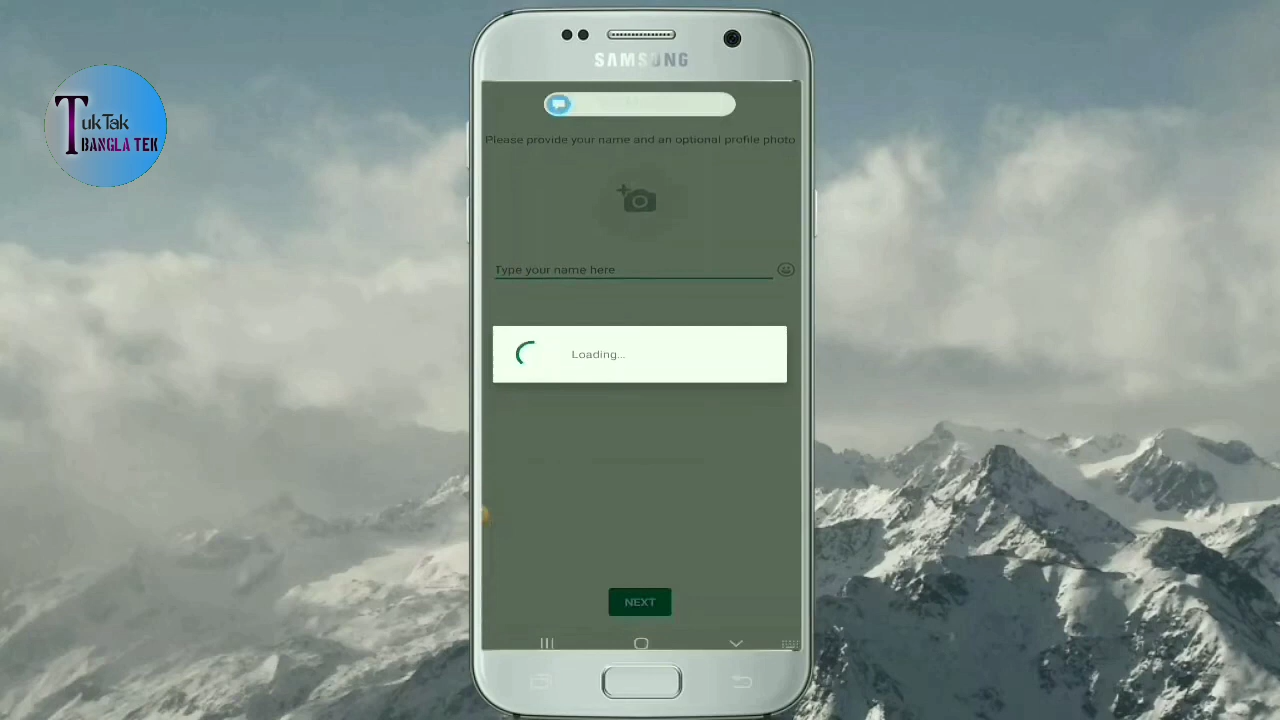 SAMSUNG
TukTak
BANGLA TEK
Please provide your name and an optional profile photo
Type your name here
Loading...
NEXT